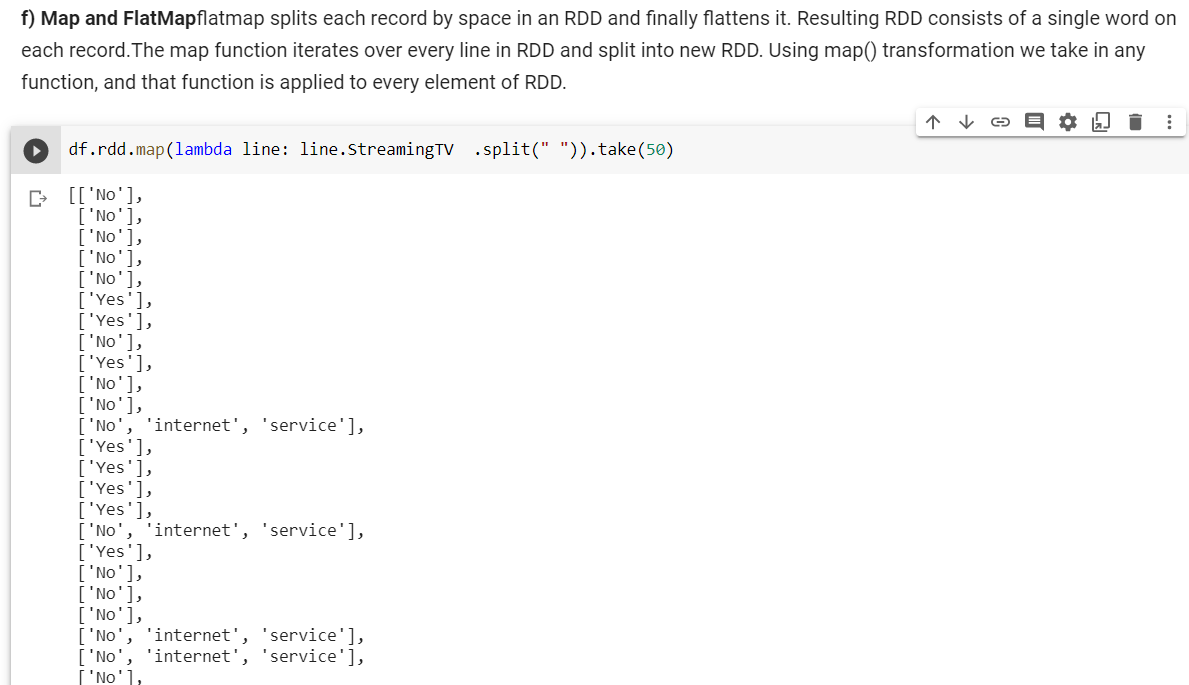 f) Map and FlatMapflatmap splits each record by space in an RDD and finally flattens it. Resulting RDD consists of a single word on
each record.The map function iterates over every line in RDD and split into new RDD. Using map() transformation we take in any
function, and that function is applied to every element of RDD.
df.rdd.map(lambda line: line.StreamingTV  .split(" ")).take(50)
[['No'],
['No'],
['No'],
['No'],
['No'],
['Yes'],
['Yes'],
['No'],
['Yes'],
['No'],
['No'],
['No', 'internet', 'service'],
['Yes'],
['Yes'],
['Yes'],
['Yes'],
['No', 'internet', 'service'],
['Yes'],
['No'],
['No'],
['No'],
['No', 'internet', 'service'],
['No', 'internet', 'service'],
['No'],